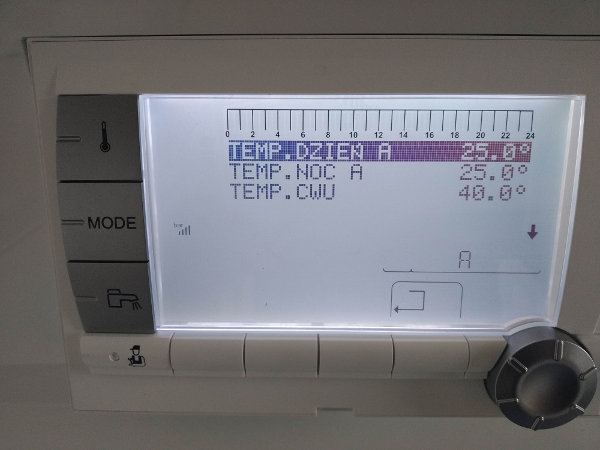 0 2 4 6 8 10 12 14 16 18 20 22 24
TEMP.DZIEN A 25.0°
TEMP.NOC A 25.0°
TEMP.CWU 40.0°
MODE
bar
A